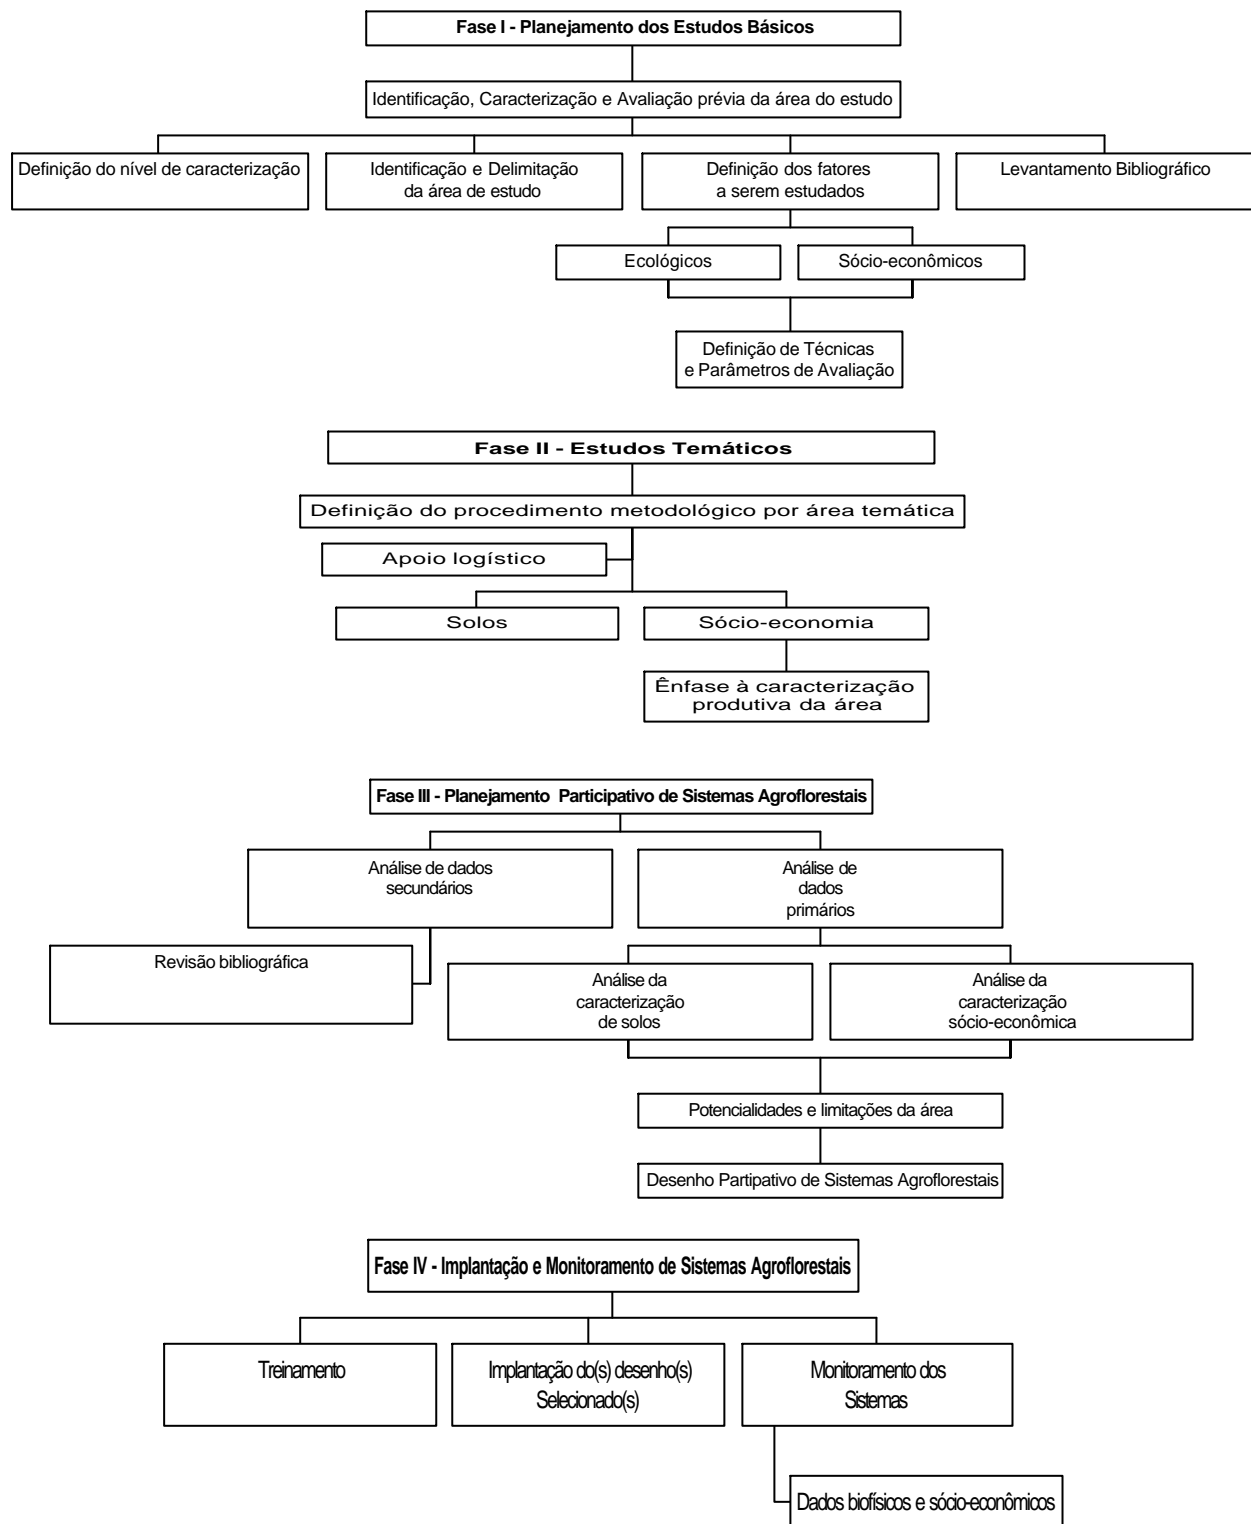 Fase I - Planejamento dos Estudos Básicos
Identificação, Caracterização e Avaliação prévia da área do estudo
Definição do nível de caracterização
Identificação e Delimitação
da área de estudo
Definição dos fatores
a serem estudados
Levantamento Bibliográfico
Ecológicos
Sócio-econômicos
Definição de Técnicas
e Parâmetros de Avaliação
Fase II - Estudos Temáticos
Definição do procedimento metodológico por área temática
Apoio logístico
Solos
Sócio-economia
Ênfase à caracterização
produtiva da área
Fase III - Planejamento Participativo de Sistemas Agroflorestais
Análise de dados
secundários
Análise de
dados
primários
Revisão bibliográfica
Análise da
caracterização
de solos
Análise da
caracterização
sócio-econômica
Potencialidades e limitações da área
Desenho Partipativo de Sistemas Agroflorestais
Fase IV - Implantação e Monitoramento de Sistemas Agroflorestais
Treinamento
Implantação do(s) desenho(s)
Selecionado(s)
Monitoramento dos
Sistemas
Dados biofísicos e sócio-econômicos